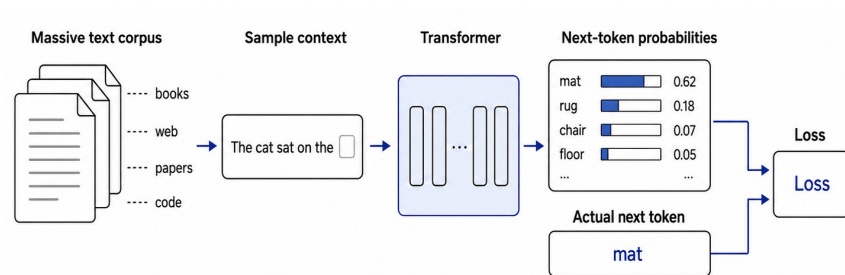 Massive text corpus
books
web
papers
code
Sample context
The cat sat on the
Transformer
...
Next-token probabilities
mat 0.62
rug 0.18
chair 0.07
floor 0.05
... ...
Actual next token
mat
Loss
Loss